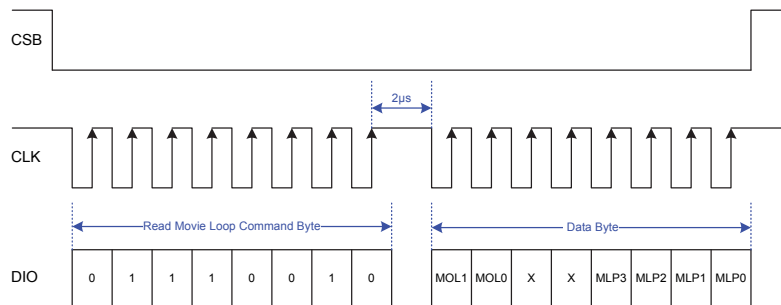 CSB
2μs
CLK
Read Movie Loop Command Byte
Data Byte
DIO 0 1 1 1 0 0 1 0 MOL1 MOL0 X X MLP3 MLP2 MLP1 MLP0